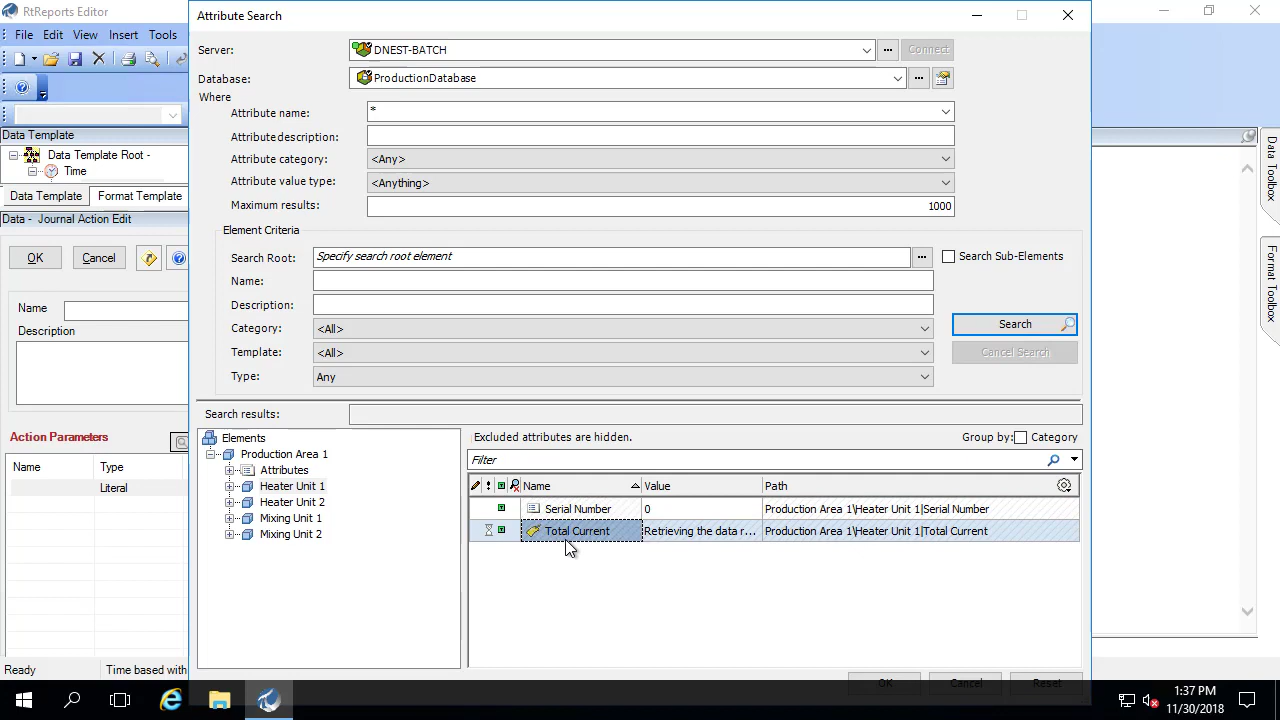 RtReports Editor
File Edit View Insert Tools
Data Template
Data Template Root -
Time
Data Template Format Template
Data - Journal Action Edit
OK Cancel
Name
Description
Action Parameters
Name Type
Literal
Ready Time based with
Attribute Search
Server: DNEST-BATCH ... Connect
Database: ProductionDatabase ...
Where
Attribute name: *
Attribute description:
Attribute category: <Any>
Attribute value type: <Anything>
Maximum results: 1000
Element Criteria
Search Root: Specify search root element ... Search Sub-Elements
Name:
Description:
Search
Category: <All>
Template: <All>
Cancel Search
Type: Any
Search results:
Elements
Production Area 1
Attributes
Heater Unit 1
Heater Unit 2
Mixing Unit 1
Mixing Unit 2
Excluded attributes are hidden. Group by: Category
Filter
Name Value Path
Serial Number 0 Production Area 1\Heater Unit 1|Serial Number
Total Current Retrieving the data r... Production Area 1\Heater Unit 1|Total Current
OK Cancel Reset
Data Toolbox
Format Toolbox
1:37 PM
11/30/2018